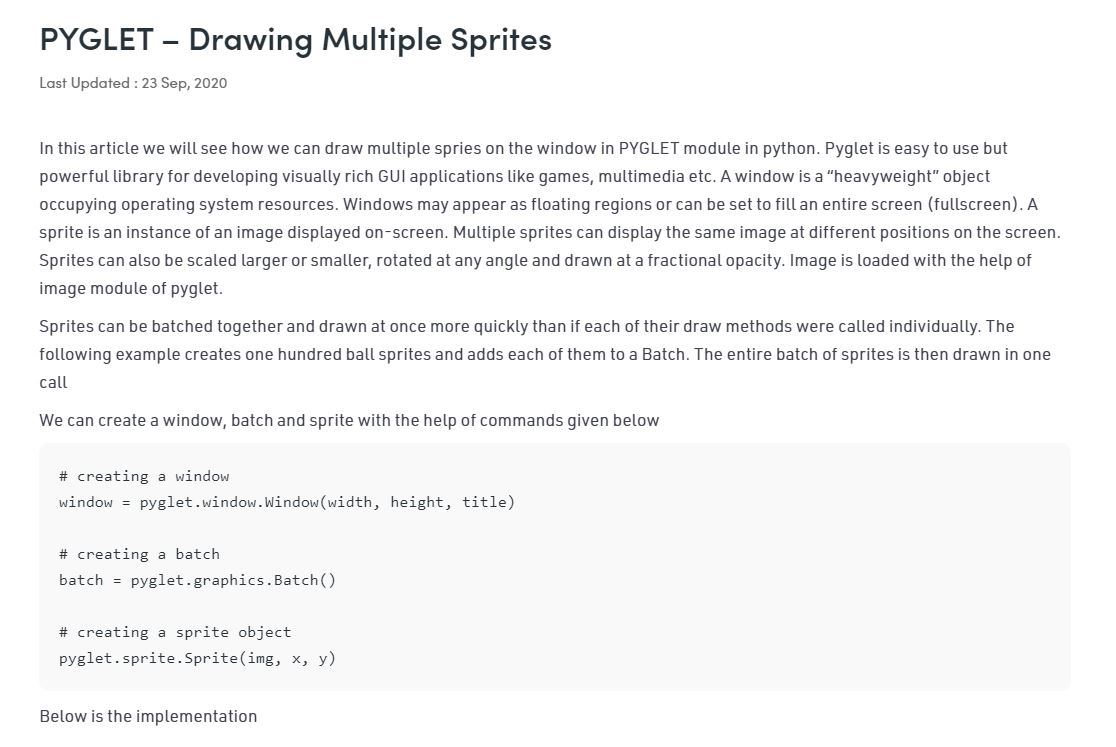 PYGLET – Drawing Multiple Sprites
Last Updated : 23 Sep, 2020
In this article we will see how we can draw multiple spries on the window in PYGLET module in python. Pyglet is easy to use but
powerful library for developing visually rich GUI applications like games, multimedia etc. A window is a “heavyweight” object
occupying operating system resources. Windows may appear as floating regions or can be set to fill an entire screen (fullscreen). A
sprite is an instance of an image displayed on-screen. Multiple sprites can display the same image at different positions on the screen.
Sprites can also be scaled larger or smaller, rotated at any angle and drawn at a fractional opacity. Image is loaded with the help of
image module of pyglet.
Sprites can be batched together and drawn at once more quickly than if each of their draw methods were called individually. The
following example creates one hundred ball sprites and adds each of them to a Batch. The entire batch of sprites is then drawn in one
call
We can create a window, batch and sprite with the help of commands given below
# creating a window
window = pyglet.window.Window(width, height, title)
# creating a batch
batch = pyglet.graphics.Batch()
# creating a sprite object
pyglet.sprite.Sprite(img, x, y)
Below is the implementation